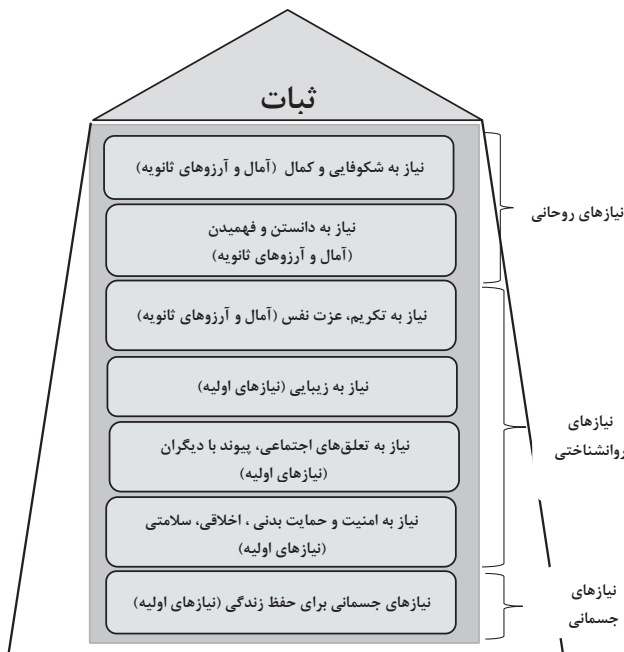 ثبات
نیاز به شکوفایی و کمال (آمال و آرزوهای ثانویه)
نیاز به دانستن و فهمیدن
(آمال و آرزوهای ثانویه)
نیازهای روحانی
نیاز به تکریم، عزت نفس (آمال و آرزوهای ثانویه)
نیاز به زیبایی (نیازهای اولیه)
نیاز به تعلق‌های اجتماعی، پیوند با دیگران
(نیازهای اولیه)
نیاز به امنیت و حمایت بدنی ، اخلاقی، سلامتی
(نیازهای اولیه)
نیازهای
روانشناختی
نیازهای جسمانی برای حفظ زندگی (نیازهای اولیه)
نیازهای
جسمانی